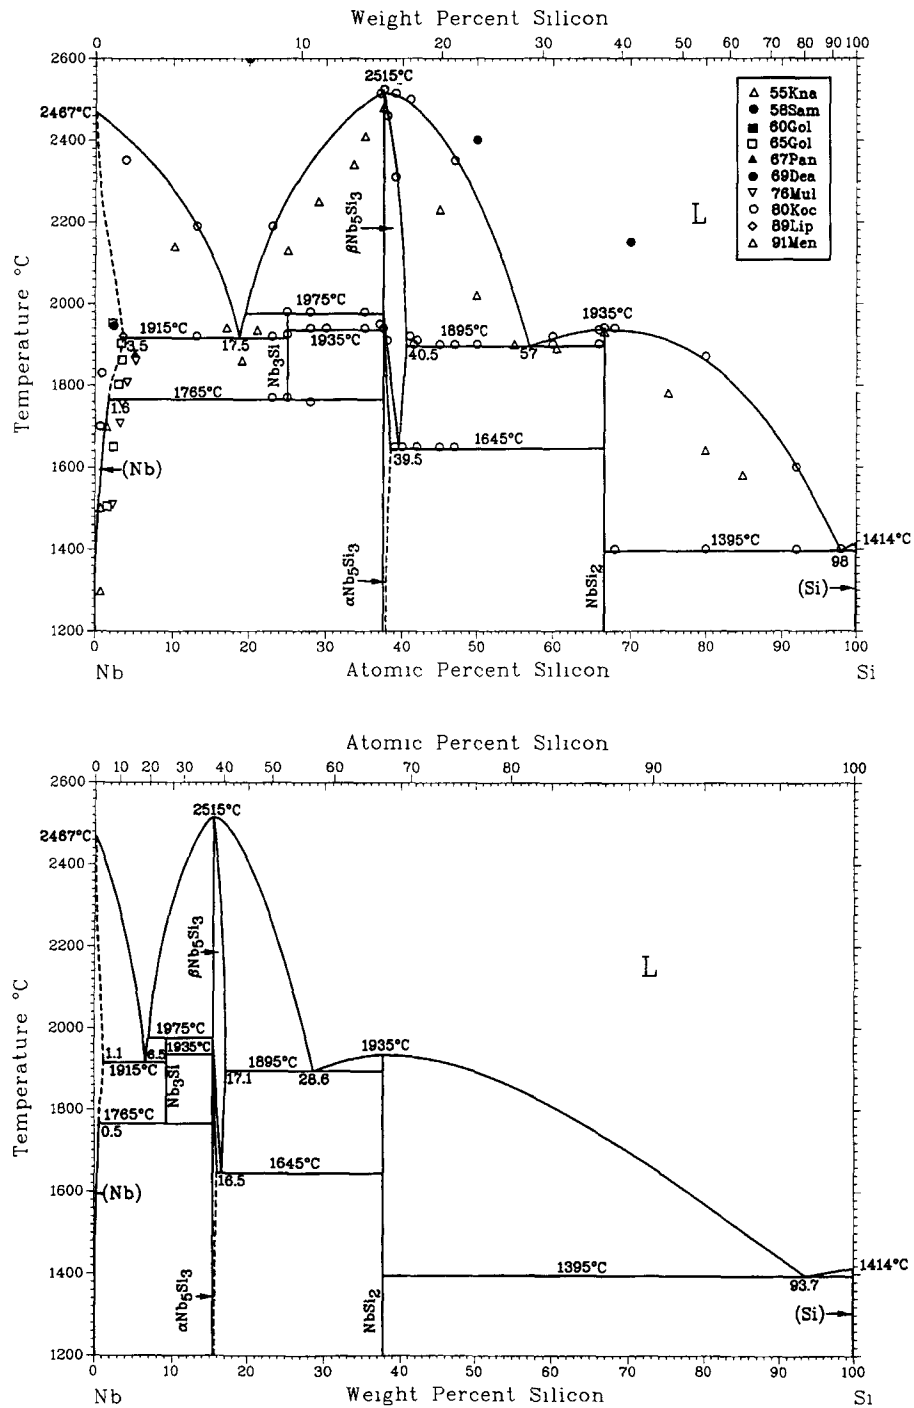 Weight Percent Silicon
0 10 20 30 40 50 60 70 80 90 100
2600
2515°C
2467°C
2400
2200
2000
1800
1600
1400
1200
Temperature °C
55Kna
58Sam
60Gol
65Gol
67Pan
69Dea
76Mul
80Koc
89Lip
91Men
L
βNb5Si3
1975°C
1935°C
1915°C
1935°C
1895°C
3.5
17.5
Nb3Si
40.5
57
1765°C
1.6
1645°C
39.5
(Nb)
αNb5Si3
NbSi2
1395°C
1414°C
98
(Si)
0 10 20 30 40 50 60 70 80 90 100
Nb
Atomic Percent Silicon
Si
Atomic Percent Silicon
0 10 20 30 40 50 60 70 80 90 100
2600
2515°C
2467°C
2400
2200
2000
1800
1600
1400
1200
Temperature °C
βNb5Si3
L
1975°C
1.1
6.5
1935°C
1935°C
1915°C
Nb3Si
1895°C
17.1
28.6
1765°C
0.5
1645°C
16.5
(Nb)
αNb5Si3
NbSi2
1395°C
1414°C
93.7
(Si)
0 10 20 30 40 50 60 70 80 90 100
Nb
Weight Percent Silicon
Si